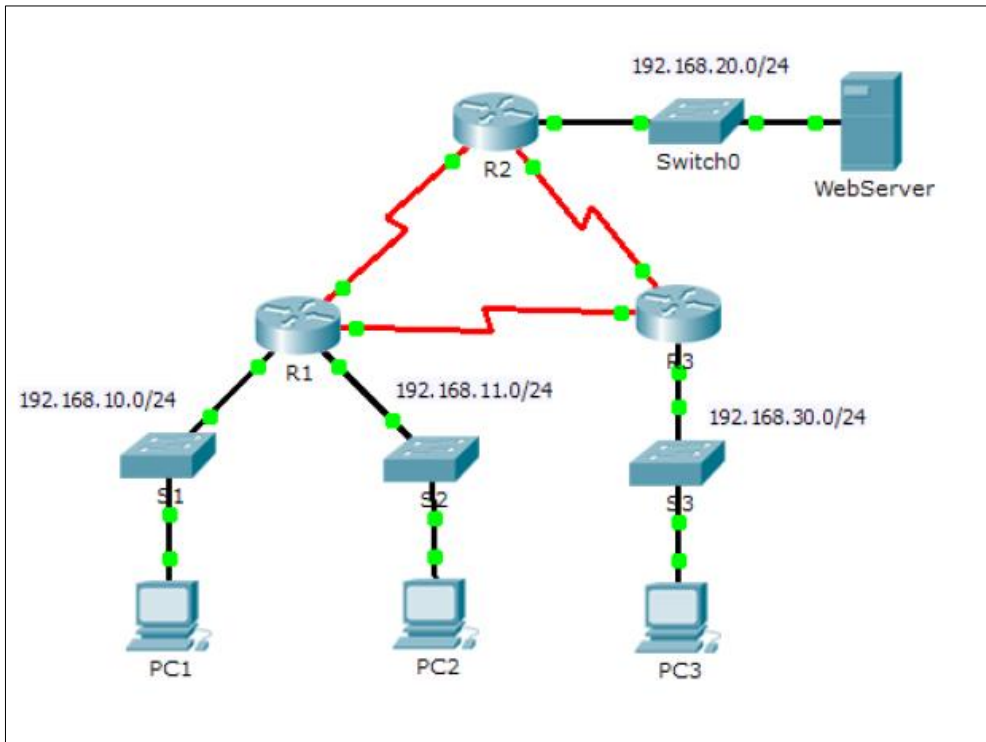 192.168.20.0/24
R2
Switch0
WebServer
R1
R3
192.168.10.0/24
192.168.11.0/24
192.168.30.0/24
S1
S2
S3
PC1
PC2
PC3